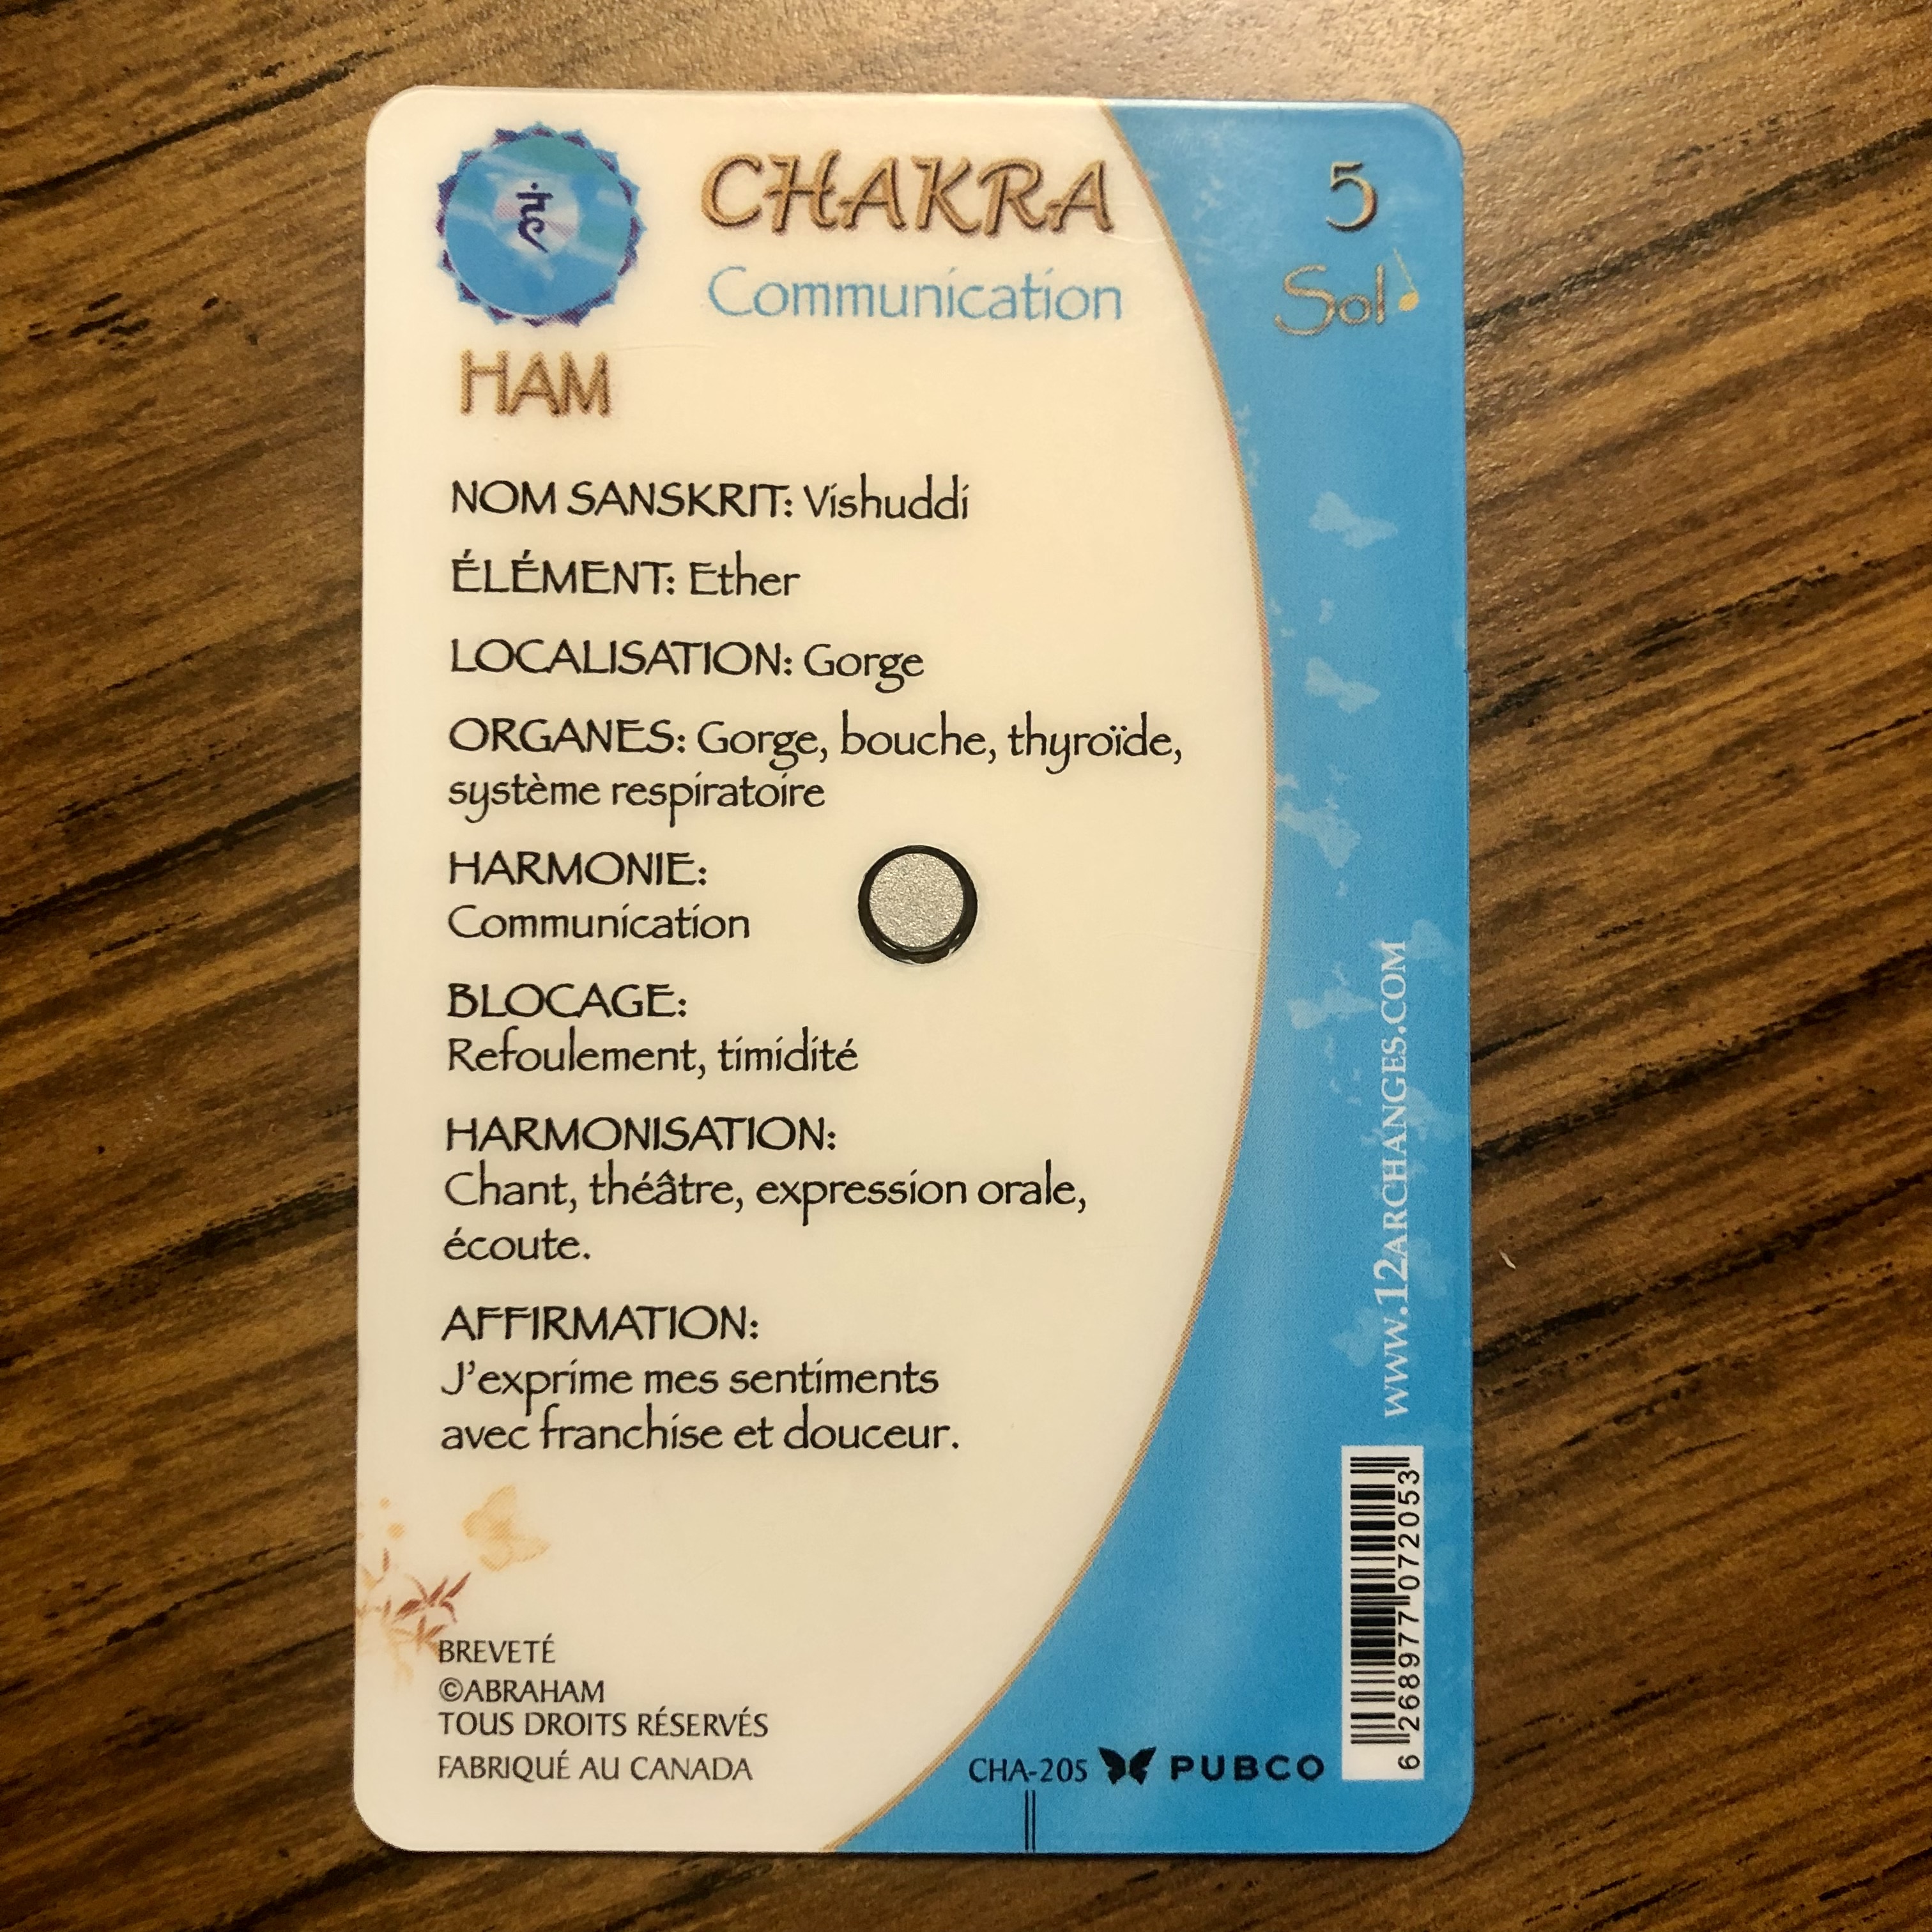 हं
CHAKRA
Communication
5
Sol
HAM
NOM SANSKRIT: Vishuddi
ÉLÉMENT: Ether
LOCALISATION: Gorge
ORGANES: Gorge, bouche, thyroïde,
système respiratoire
HARMONIE:
Communication
BLOCAGE:
Refoulement, timidité
HARMONISATION:
Chant, théâtre, expression orale,
écoute.
AFFIRMATION:
J'exprime mes sentiments
avec franchise et douceur.
BREVETÉ
©ABRAHAM
TOUS DROITS RÉSERVÉS
FABRIQUÉ AU CANADA
CHA-205 PUBCO
WWW.12ARCHANGES.COM
6 26897707205 3